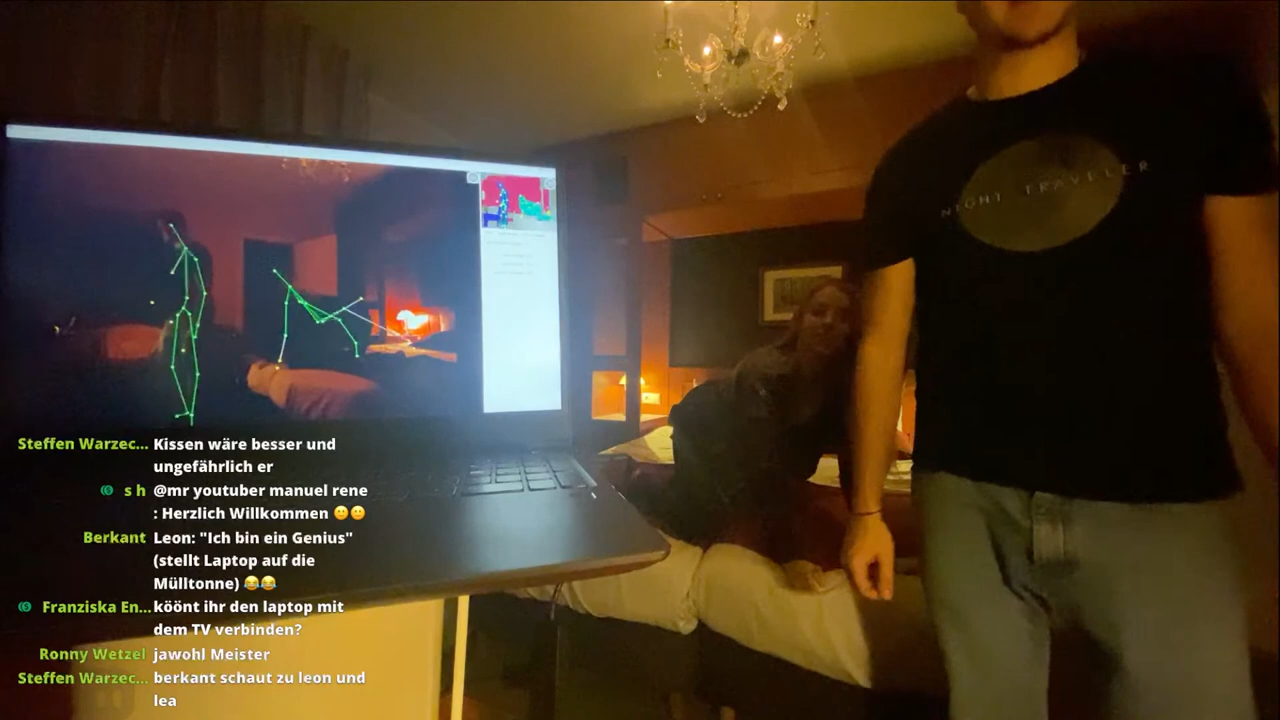 NIGHT TRAVELER
Steffen Warzec... Kissen wäre besser und
ungefährlich er
s h @mr youtuber manuel rene
: Herzlich Willkommen 😀😀
Berkant Leon: "Ich bin ein Genius"
(stellt Laptop auf die
Mülltonne) 😂😂
Franziska En... köönt ihr den laptop mit
dem TV verbinden?
Ronny Wetzel jawohl Meister
Steffen Warzec... berkant schaut zu leon und
lea